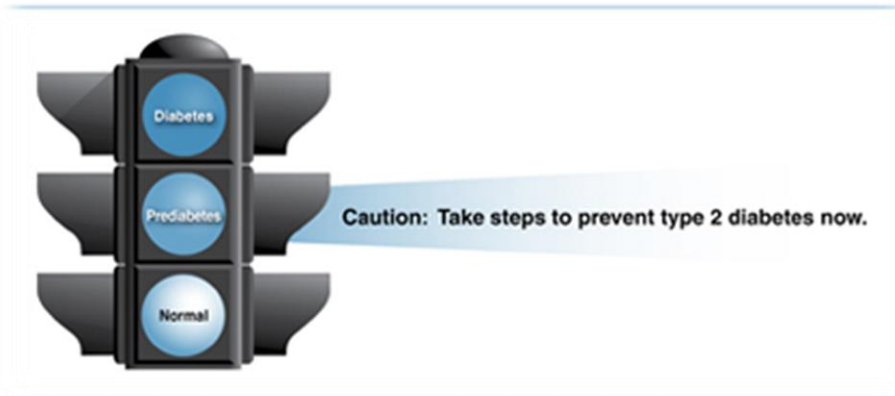 Diabetes
Prediabetes
Caution: Take steps to prevent type 2 diabetes now.
Normal